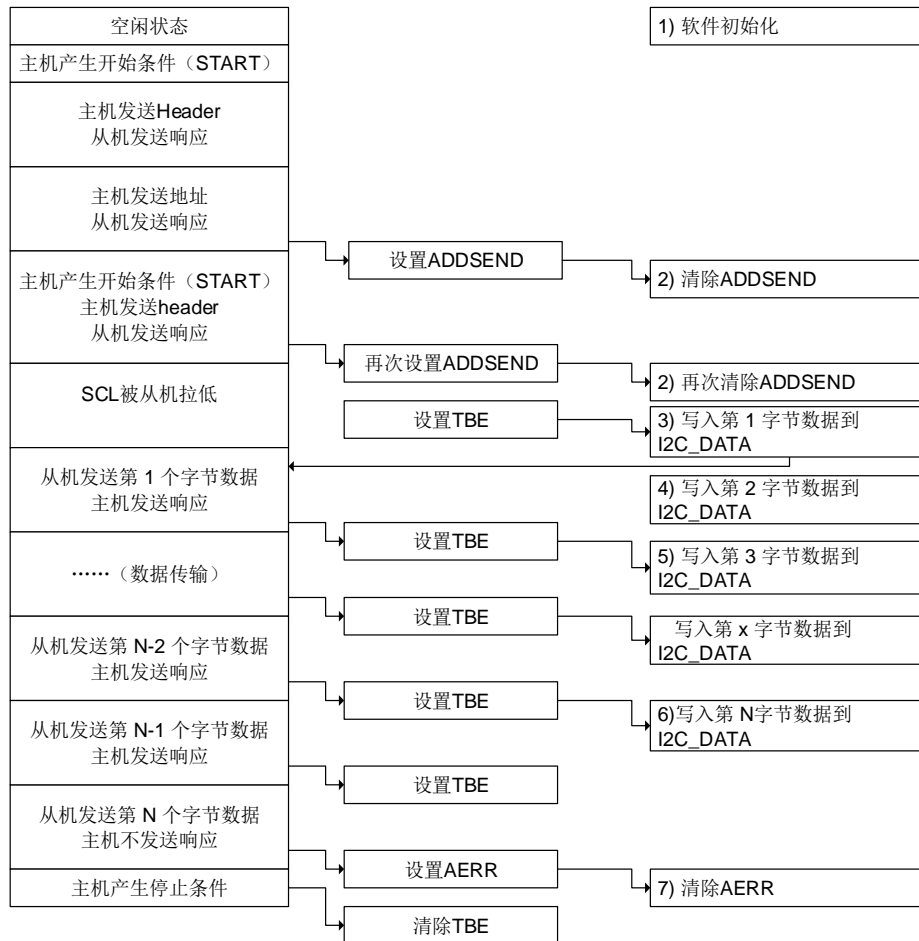 空闲状态
1) 软件初始化
主机产生开始条件（START）
主机发送Header
从机发送响应
主机发送地址
从机发送响应
设置ADDSEND
2) 清除ADDSEND
主机产生开始条件（START）
主机发送header
从机发送响应
再次设置ADDSEND
2) 再次清除ADDSEND
SCL被从机拉低
设置TBE
3) 写入第 1 字节数据到
I2C_DATA
从机发送第 1 个字节数据
主机发送响应
4) 写入第 2 字节数据到
I2C_DATA
设置TBE
5) 写入第 3 字节数据到
I2C_DATA
……（数据传输）
设置TBE
写入第 x 字节数据到
I2C_DATA
从机发送第 N-2 个字节数据
主机发送响应
设置TBE
6)写入第 N字节数据到
I2C_DATA
从机发送第 N-1 个字节数据
主机发送响应
设置TBE
从机发送第 N 个字节数据
主机不发送响应
设置AERR
7) 清除AERR
主机产生停止条件
清除TBE